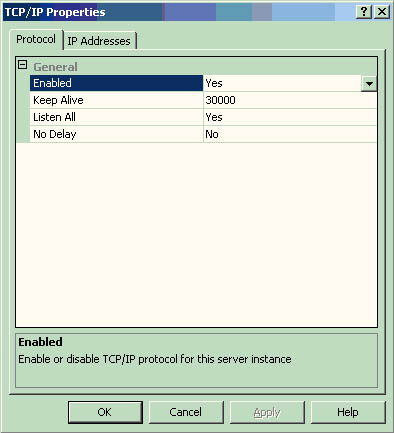 TCP/IP Properties
Protocol IP Addresses
General
Enabled Yes
Keep Alive 30000
Listen All Yes
No Delay No
Enabled
Enable or disable TCP/IP protocol for this server instance
OK Cancel Apply Help